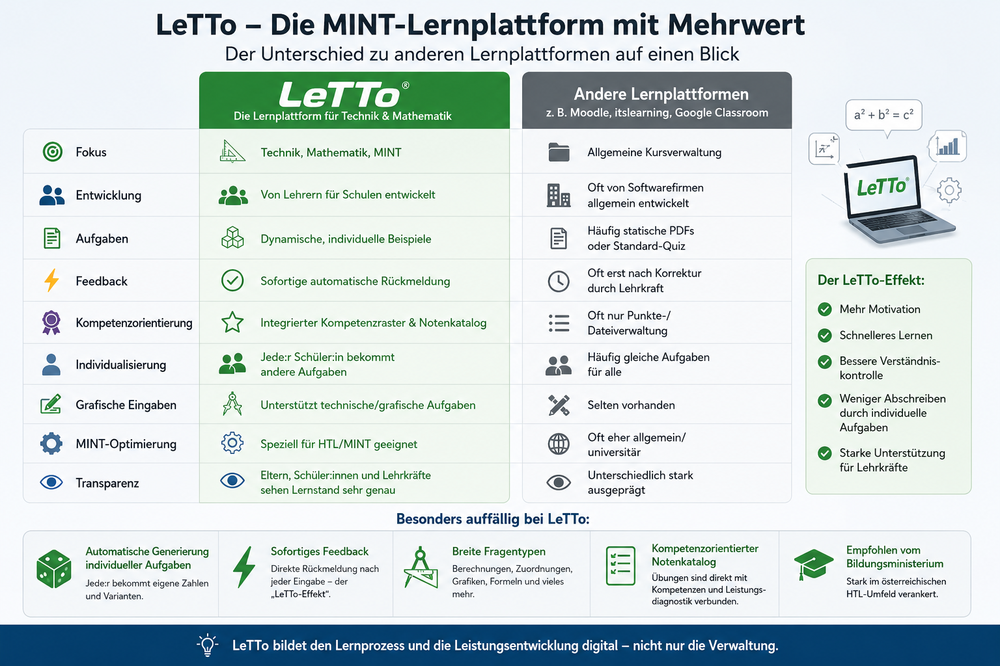 LeTTo – Die MINT-Lernplattform mit Mehrwert
Der Unterschied zu anderen Lernplattformen auf einen Blick
LeTTo®
Die Lernplattform für Technik & Mathematik
Andere Lernplattformen
z. B. Moodle, itslearning, Google Classroom
Fokus
Technik, Mathematik, MINT
Allgemeine Kursverwaltung
Entwicklung
Von Lehrern für Schulen entwickelt
Oft von Softwarefirmen
allgemein entwickelt
Aufgaben
Dynamische, individuelle Beispiele
Häufig statische PDFs
oder Standard-Quiz
Feedback
Sofortige automatische Rückmeldung
Oft erst nach Korrektur
durch Lehrkraft
Kompetenzorientierung
Integrierter Kompetenzraster & Notenkatalog
Oft nur Punkte-/
Dateiverwaltung
Individualisierung
Jede:r Schüler:in bekommt
andere Aufgaben
Häufig gleiche Aufgaben
für alle
Grafische Eingaben
Unterstützt technische/grafische Aufgaben
Selten vorhanden
MINT-Optimierung
Speziell für HTL/MINT geeignet
Oft eher allgemein/
universitär
Transparenz
Eltern, Schüler:innen und Lehrkräfte
sehen Lernstand sehr genau
Unterschiedlich stark
ausgeprägt
a² + b² = c²
LeTTo®
Der LeTTo-Effekt:
Mehr Motivation
Schnelleres Lernen
Bessere Verständnis-
kontrolle
Weniger Abschreiben
durch individuelle
Aufgaben
Starke Unterstützung
für Lehrkräfte
Besonders auffällig bei LeTTo:
Automatische Generierung
individueller Aufgaben
Jede:r bekommt eigene Zahlen
und Varianten.
Sofortiges Feedback
Direkte Rückmeldung nach
jeder Eingabe – der
„LeTTo-Effekt“.
Breite Fragentypen
Berechnungen, Zuordnungen,
Grafiken, Formeln und vieles
mehr.
Kompetenzorientierter
Notenkatalog
Übungen sind direkt mit
Kompetenzen und Leistungs-
diagnostik verbunden.
Empfohlen vom
Bildungsministerium
Stark im österreichischen
HTL-Umfeld verankert.
LeTTo bildet den Lernprozess und die Leistungsentwicklung digital – nicht nur die Verwaltung.